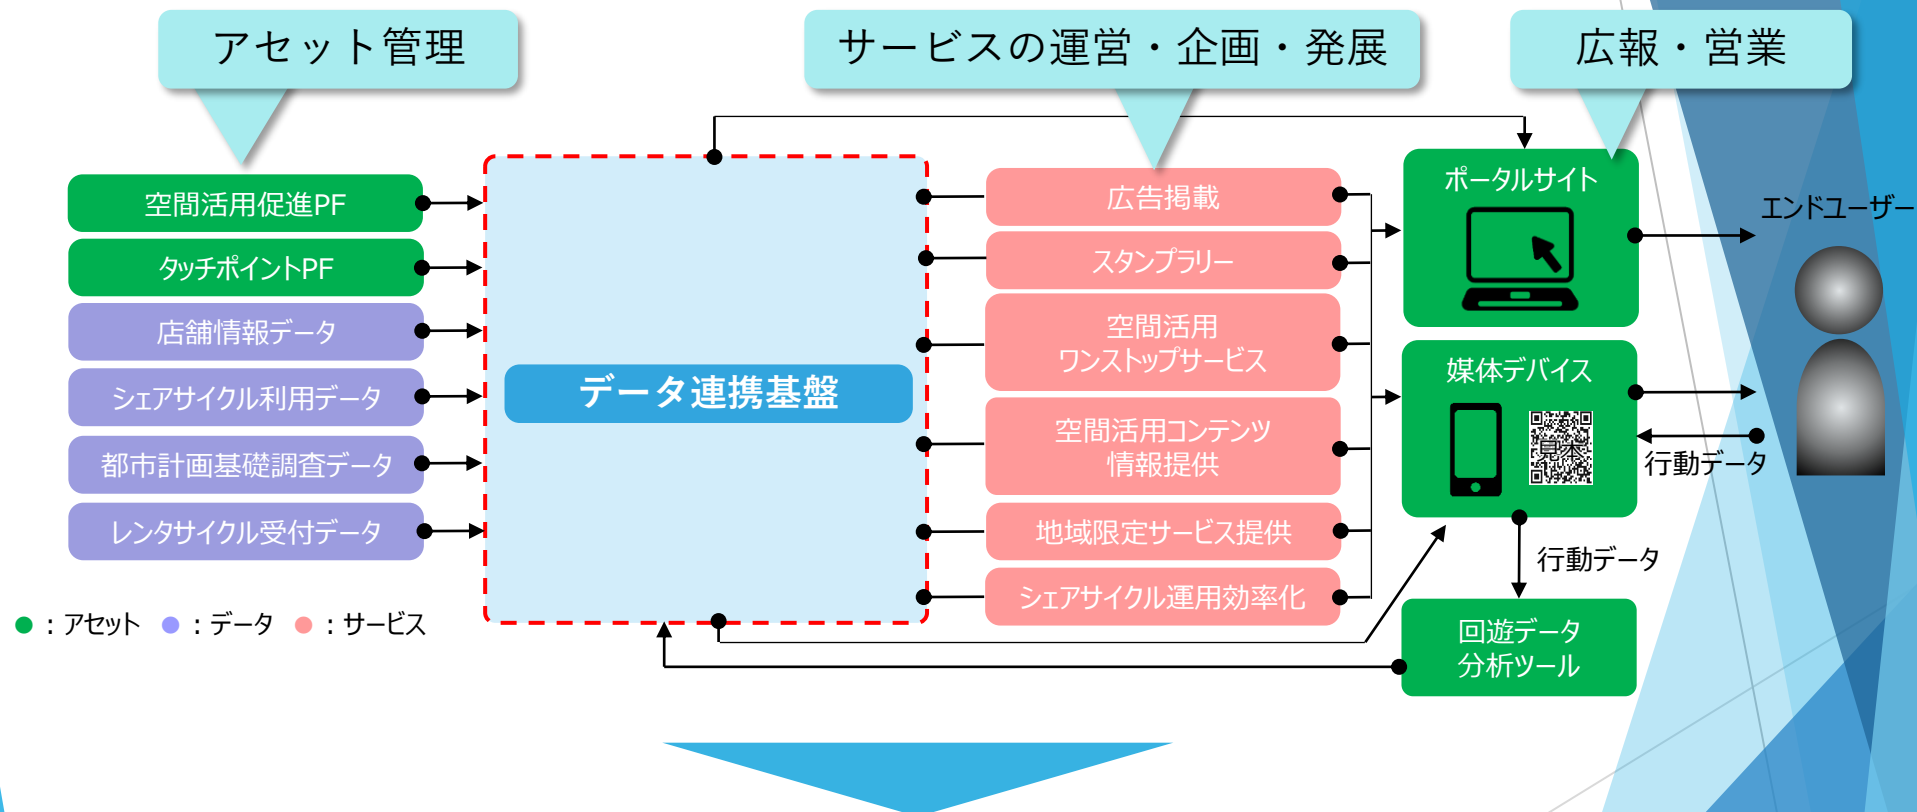 アセット管理
サービスの運営・企画・発展
広報・営業
空間活用促進PF
タッチポイントPF
店舗情報データ
シェアサイクル利用データ
都市計画基礎調査データ
レンタサイクル受付データ
●：アセット ●：データ ●：サービス
データ連携基盤
広告掲載
スタンプラリー
空間活用
ワンストップサービス
空間活用コンテンツ
情報提供
地域限定サービス提供
シェアサイクル運用効率化
ポータルサイト
媒体デバイス
見本
エンドユーザー
行動データ
行動データ
回遊データ
分析ツール